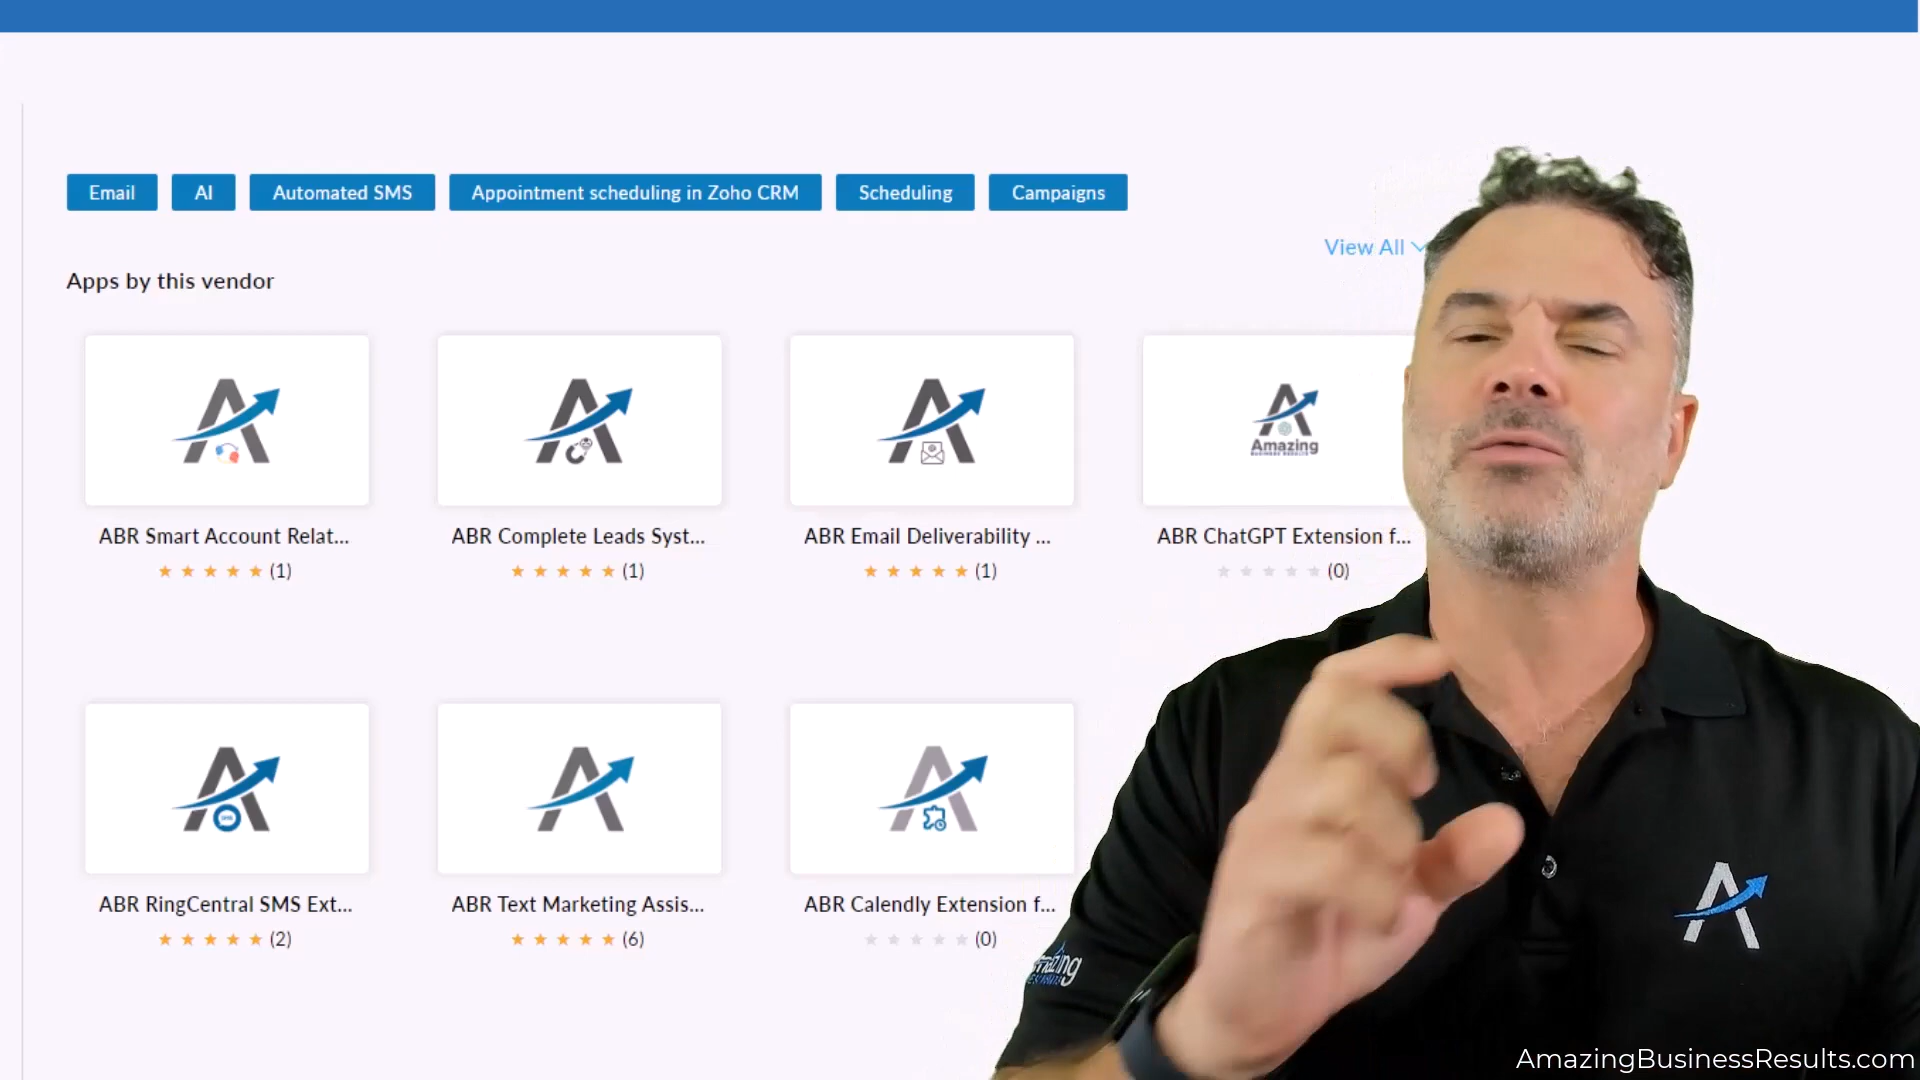 Email AI Automated SMS Appointment scheduling in Zoho CRM Scheduling Campaigns
View All
Apps by this vendor
Amazing
ABR Smart Account Relat... ABR Complete Leads Syst... ABR Email Deliverability ... ABR ChatGPT Extension f...
(1) (1) (1) (0)
ABR RingCentral SMS Ext... ABR Text Marketing Assis... ABR Calendly Extension f...
(2) (6) (0)
AmazingBusinessResults.com